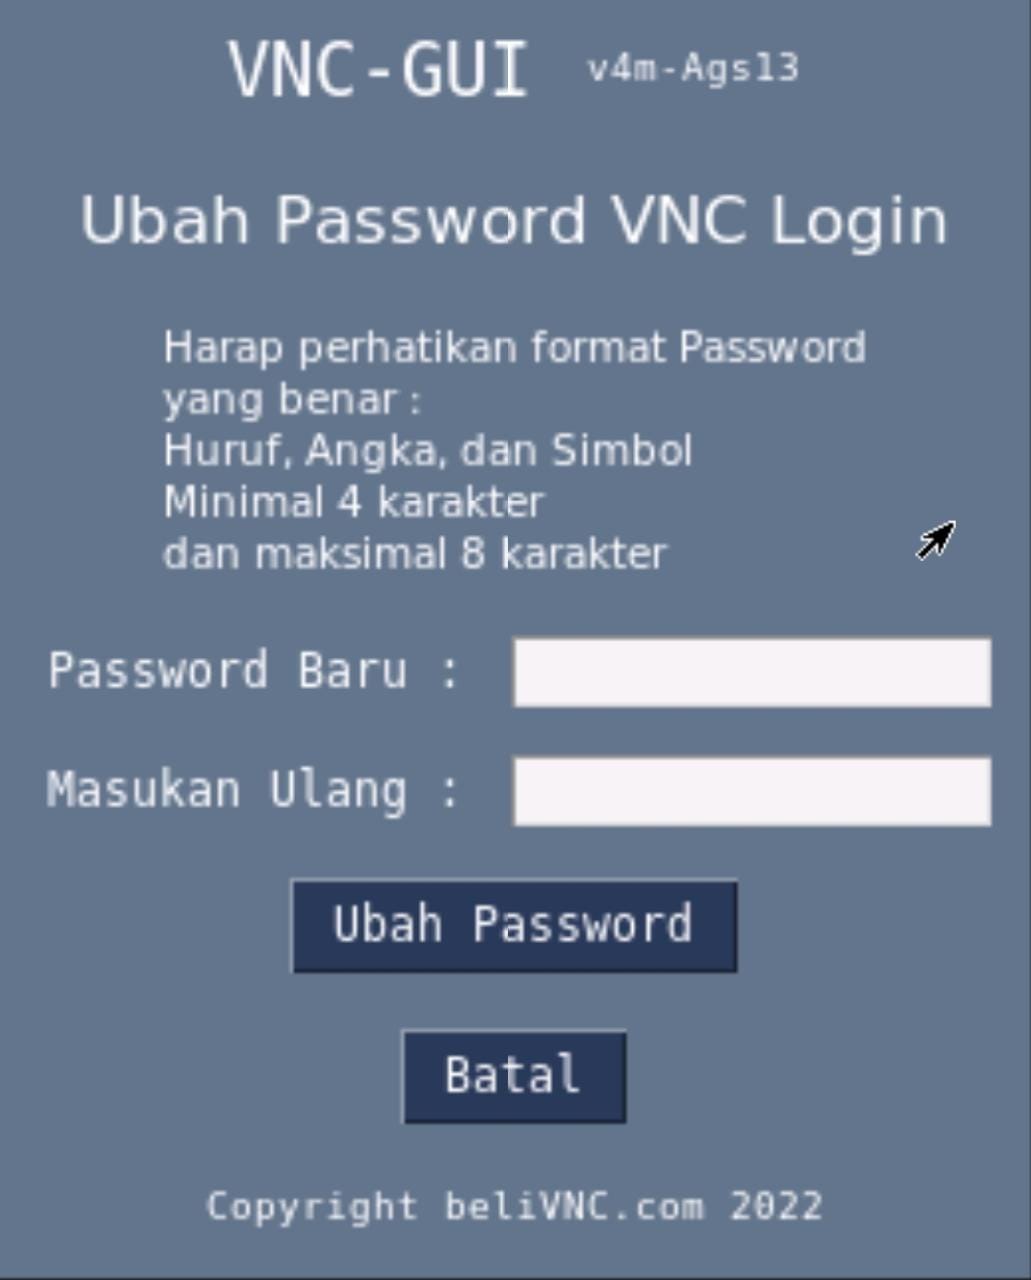 VNC-GUI v4m-Ags13
Ubah Password VNC Login
Harap perhatikan format Password
yang benar :
Huruf, Angka, dan Simbol
Minimal 4 karakter
dan maksimal 8 karakter
Password Baru :
Masukan Ulang :
Ubah Password
Batal
Copyright beliVNC.com 2022